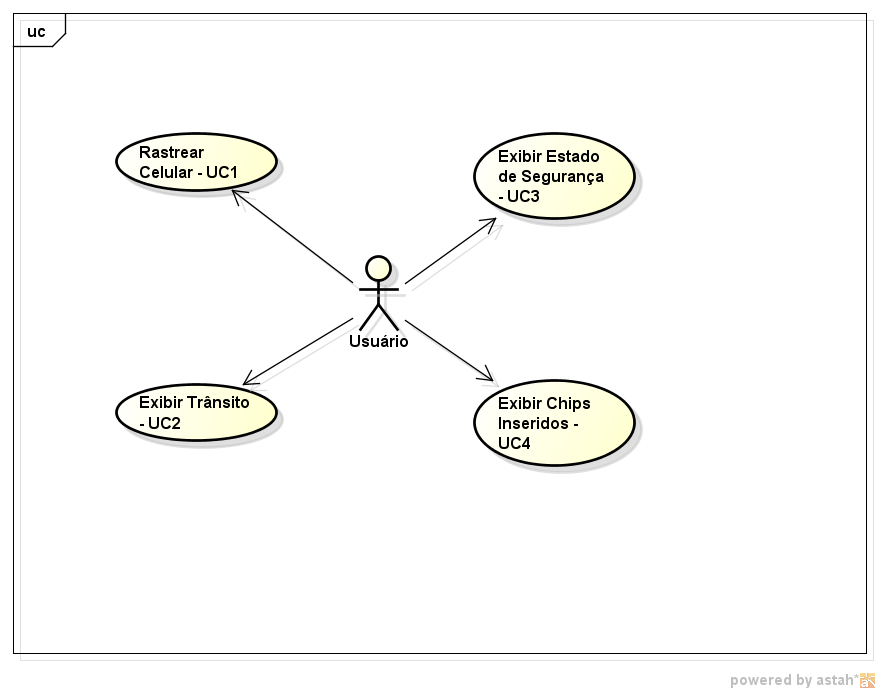 uc
Rastrear
Celular - UC1
Exibir Estado
de Segurança
- UC3
Usuário
Exibir Trânsito
- UC2
Exibir Chips
Inseridos -
UC4
powered by astah*